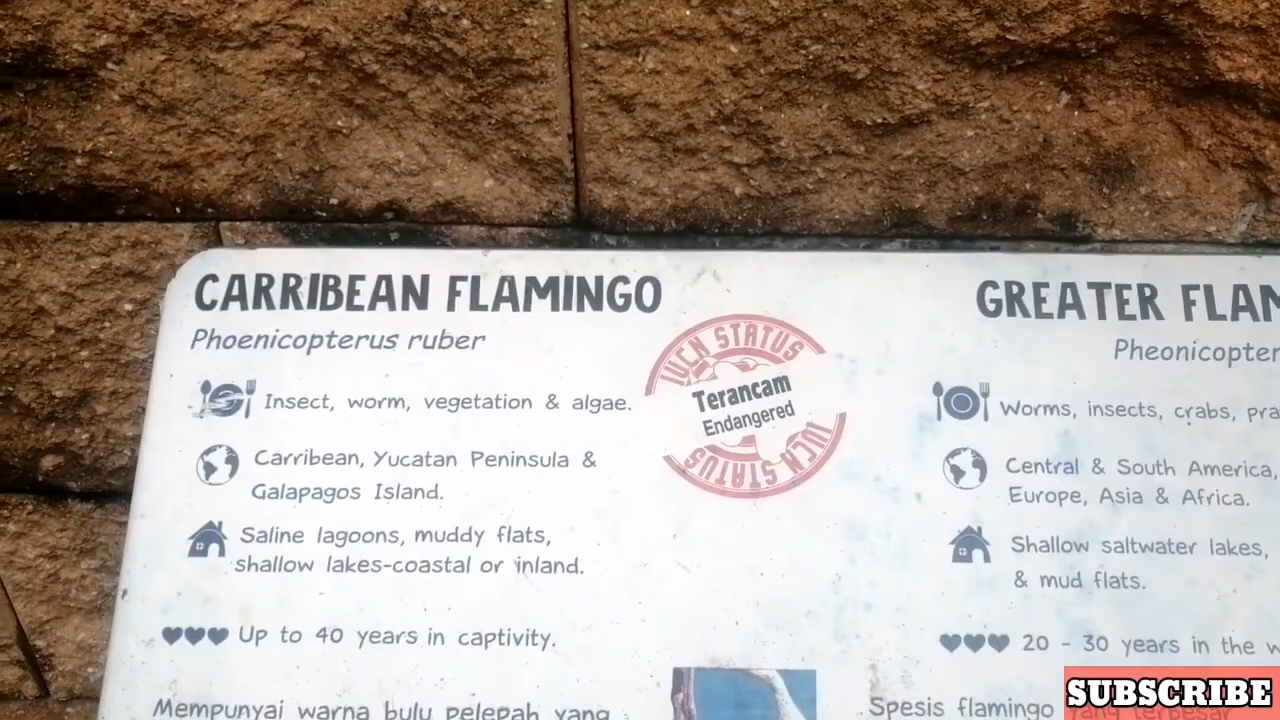 CARRIBEAN FLAMINGO
Phoenicopterus ruber
Insect, worm, vegetation & algae.
Carribean, Yucatan Peninsula &
Galapagos Island.
Saline lagoons, muddy flats,
shallow lakes-coastal or inland.
Up to 40 years in captivity.
Mempunyai warna bulu pelepah yang
IUCN STATUS
Terancam
Endangered
IUCN STATUS
GREATER FLAN
Pheonicopter
Worms, insects, crabs, pra
Central & South America,
Europe, Asia & Africa.
Shallow saltwater lakes,
& mud flats.
20 - 30 years in the w
Spesis flamingo yang terbesar
SUBSCRIBE